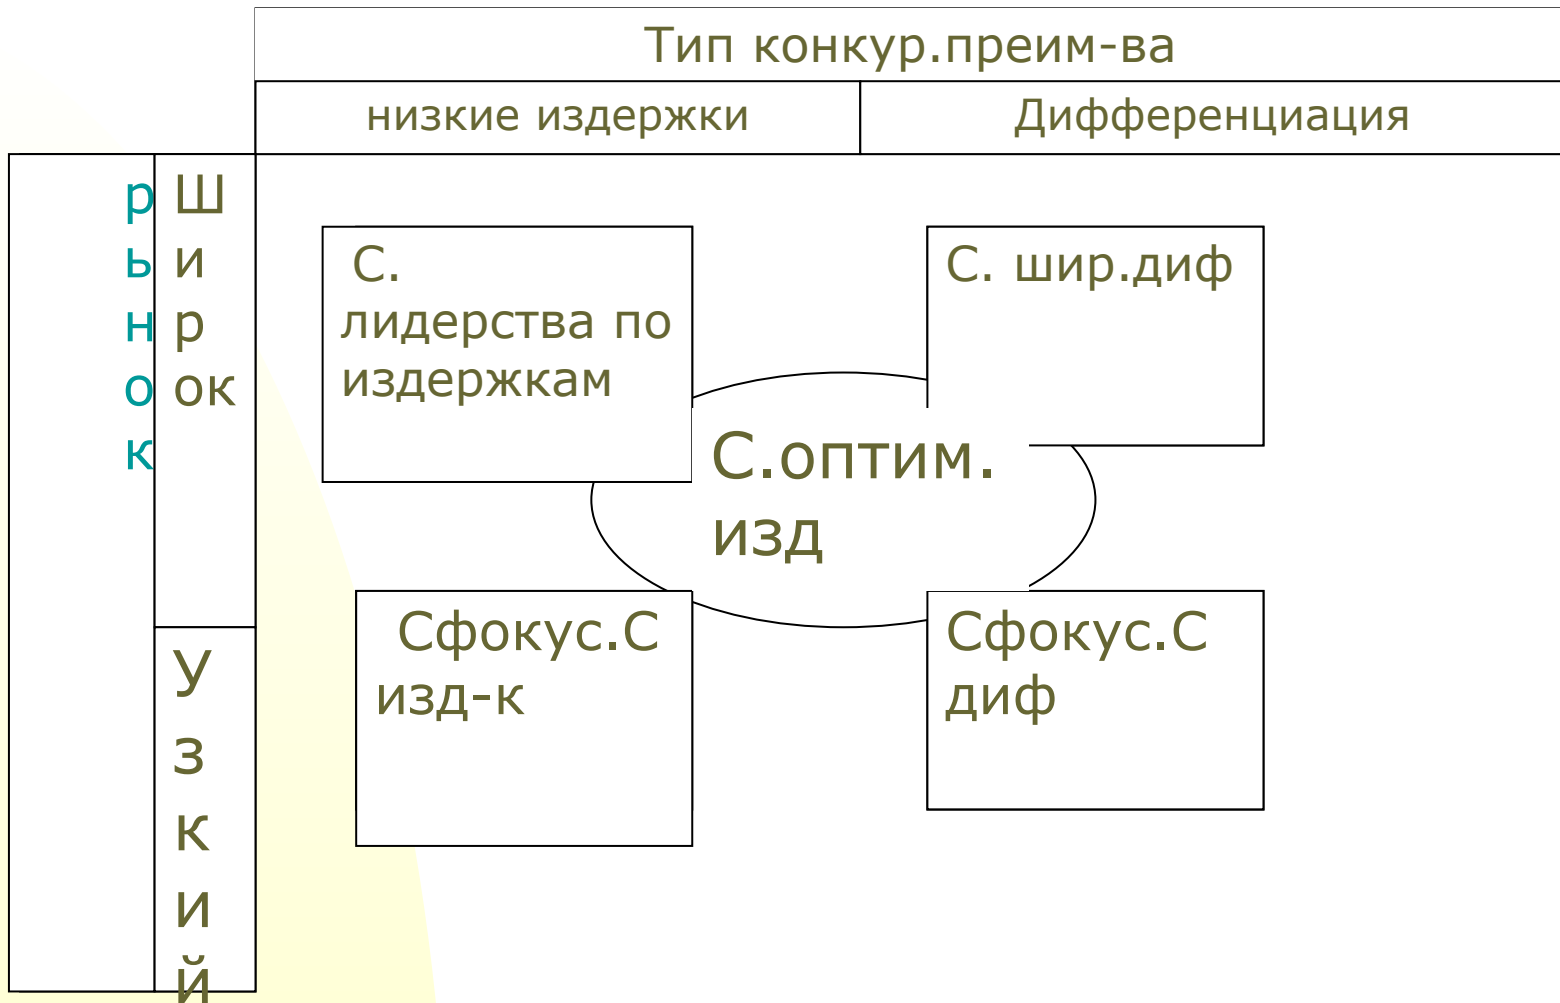 Тип конкур.преим-ва
низкие издержки
Дифференциация
р
ь
н
о
к
Ш
и
р
ок
С.
лидерства по
издержкам
С. шир.диф
С.оптим.
изд
У
з
к
и
й
Сфокус.С
изд-к
Сфокус.С
диф